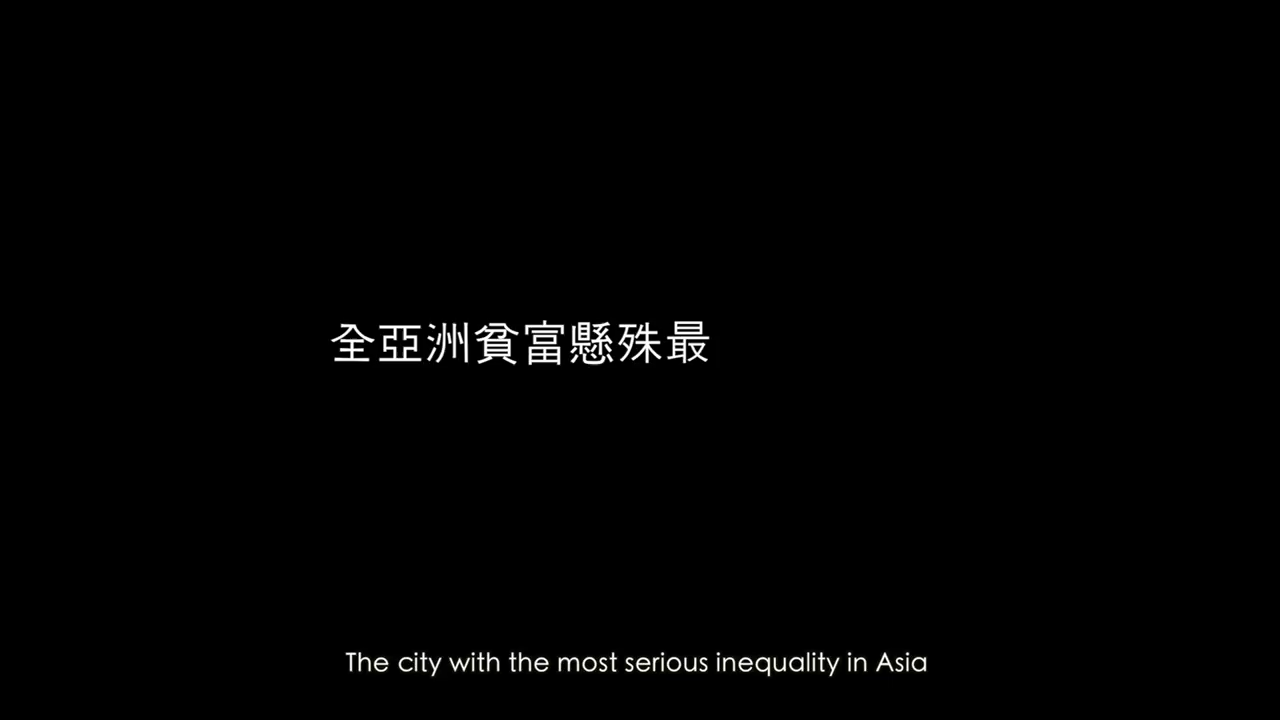 全亞洲貧富懸殊最
The city with the most serious inequality in Asia